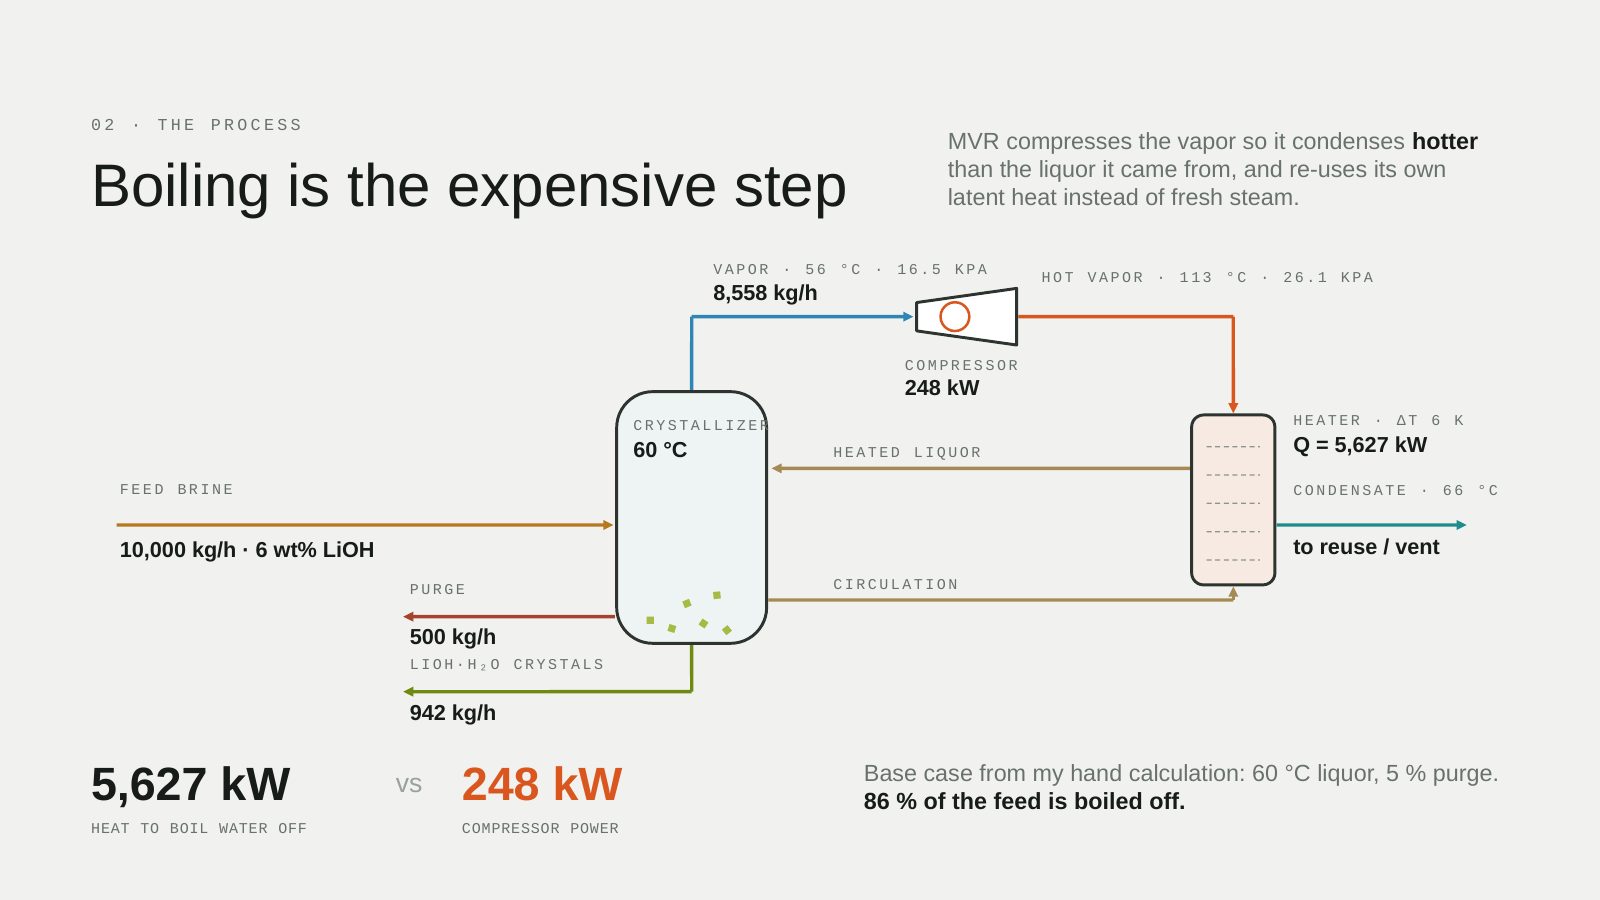 02 · THE PROCESS
Boiling is the expensive step
MVR compresses the vapor so it condenses hotter
than the liquor it came from, and re-uses its own
latent heat instead of fresh steam.
VAPOR · 56 °C · 16.5 KPA
8,558 kg/h
HOT VAPOR · 113 °C · 26.1 KPA
COMPRESSOR
248 kW
CRYSTALLIZER
60 °C
HEATED LIQUOR
HEATER · ΔT 6 K
Q = 5,627 kW
CONDENSATE · 66 °C
to reuse / vent
FEED BRINE
10,000 kg/h · 6 wt% LiOH
PURGE
500 kg/h
CIRCULATION
LIOH·H₂O CRYSTALS
942 kg/h
5,627 kW
HEAT TO BOIL WATER OFF
vs
248 kW
COMPRESSOR POWER
Base case from my hand calculation: 60 °C liquor, 5 % purge.
86 % of the feed is boiled off.